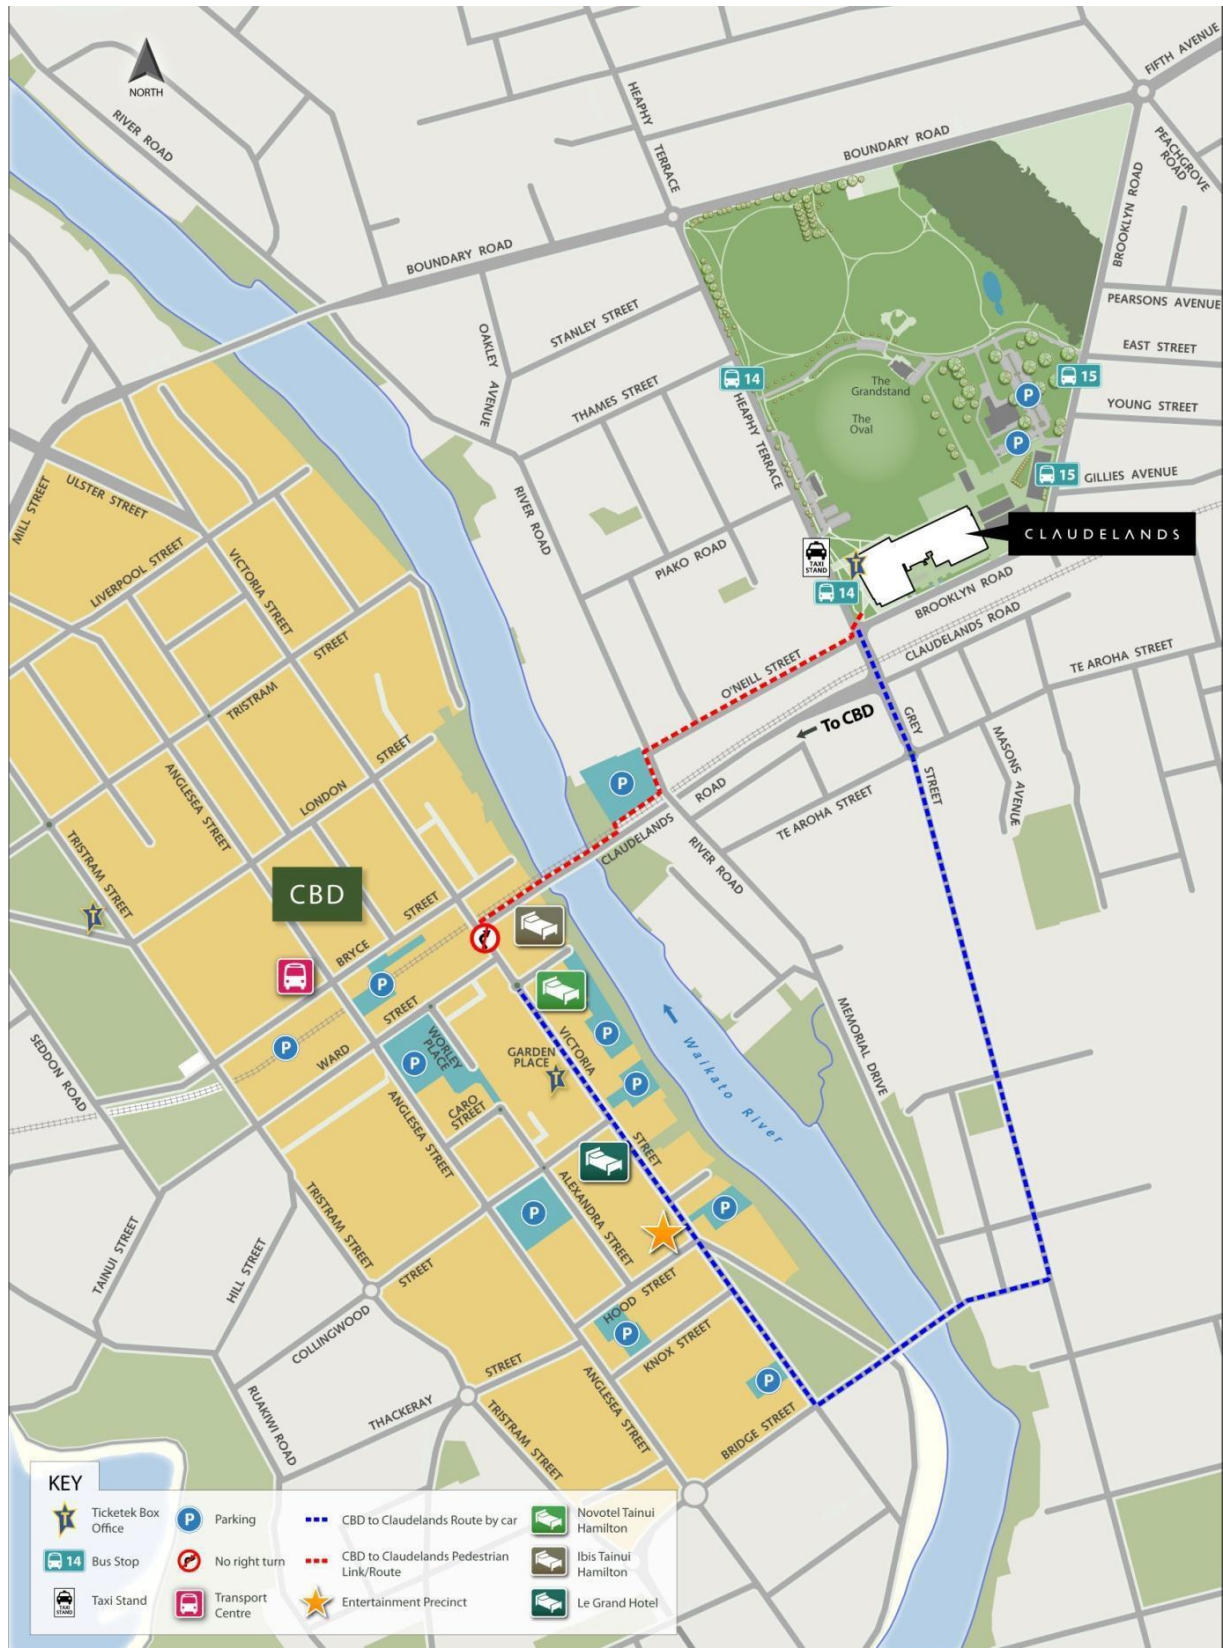 NORTH
RIVER ROAD
HEAPHY
TERRACE
FIFTH AVENUE
BOUNDARY ROAD
PEACHGROVE
ROAD
BROOKLYN ROAD
BOUNDARY ROAD
PEARSONS AVENUE
STANLEY STREET
OAKLEY AVENUE
EAST STREET
14
15
The
Grandstand
P
THAMES STREET
HEAPHY TERRACE
YOUNG STREET
The
Oval
P
15
GILLIES AVENUE
MILL STREET
ULSTER STREET
RIVER ROAD
CLAUDELANDS
LIVERPOOL STREET
VICTORIA STREET
PIAKO ROAD
TAXI
STAND
T
14
BROOKLYN ROAD
CLAUDELANDS ROAD
STREET
O'NEILL STREET
TE AROHA STREET
TRISTRAM
To CBD
GREY
STREET
MASONS AVENUE
ANGLESEA STREET
STREET
LONDON
P
ROAD
TE AROHA STREET
TRISTRAM STREET
CLAUDELANDS
RIVER ROAD
CBD
T
STREET
BRYCE
P
STREET
WARD
P
WORLEY
PLACE
P
GARDEN
PLACE
T
VICTORIA
STREET
P
P
Waikato River
MEMORIAL DRIVE
SEDDON ROAD
CARO
STREET
ANGLESEA STREET
ALEXANDRA STREET
P
P
TAINUI STREET
HILL STREET
TRISTRAM STREET
STREET
COLLINGWOOD
HOOD STREET
P
KNOX STREET
STREET
THACKERAY
RUAKIWI ROAD
TRISTRAM STREET
ANGLESEA STREET
P
BRIDGE STREET
KEY
T
Ticketek Box
Office
P
Parking
CBD to Claudelands Route by car
Novotel Tainui
Hamilton
14
Bus Stop
No right turn
CBD to Claudelands Pedestrian
Link/Route
Ibis Tainui
Hamilton
TAXI
STAND
Taxi Stand
Transport
Centre
Entertainment Precinct
Le Grand Hotel